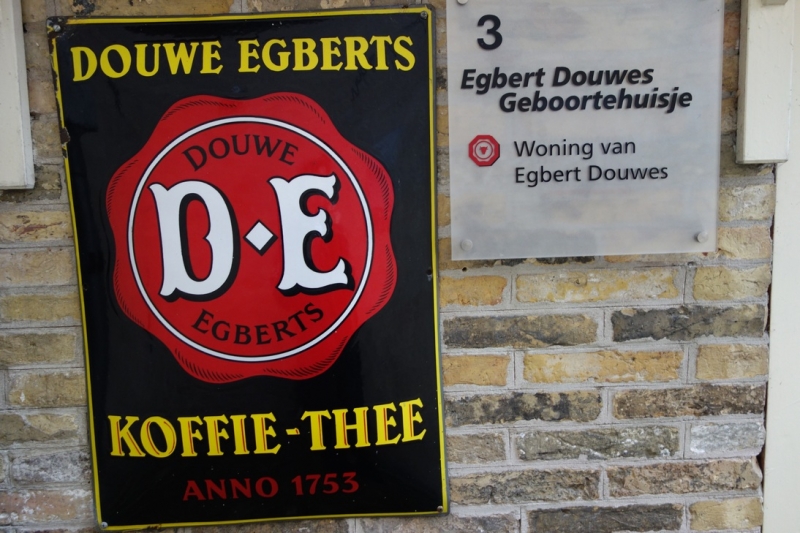 DOUWE EGBERTS
DOUWE
D◆E
EGBERTS
KOFFIE-THEE
ANNO 1753
3
Egbert Douwes
Geboortehuisje
Woning van
Egbert Douwes